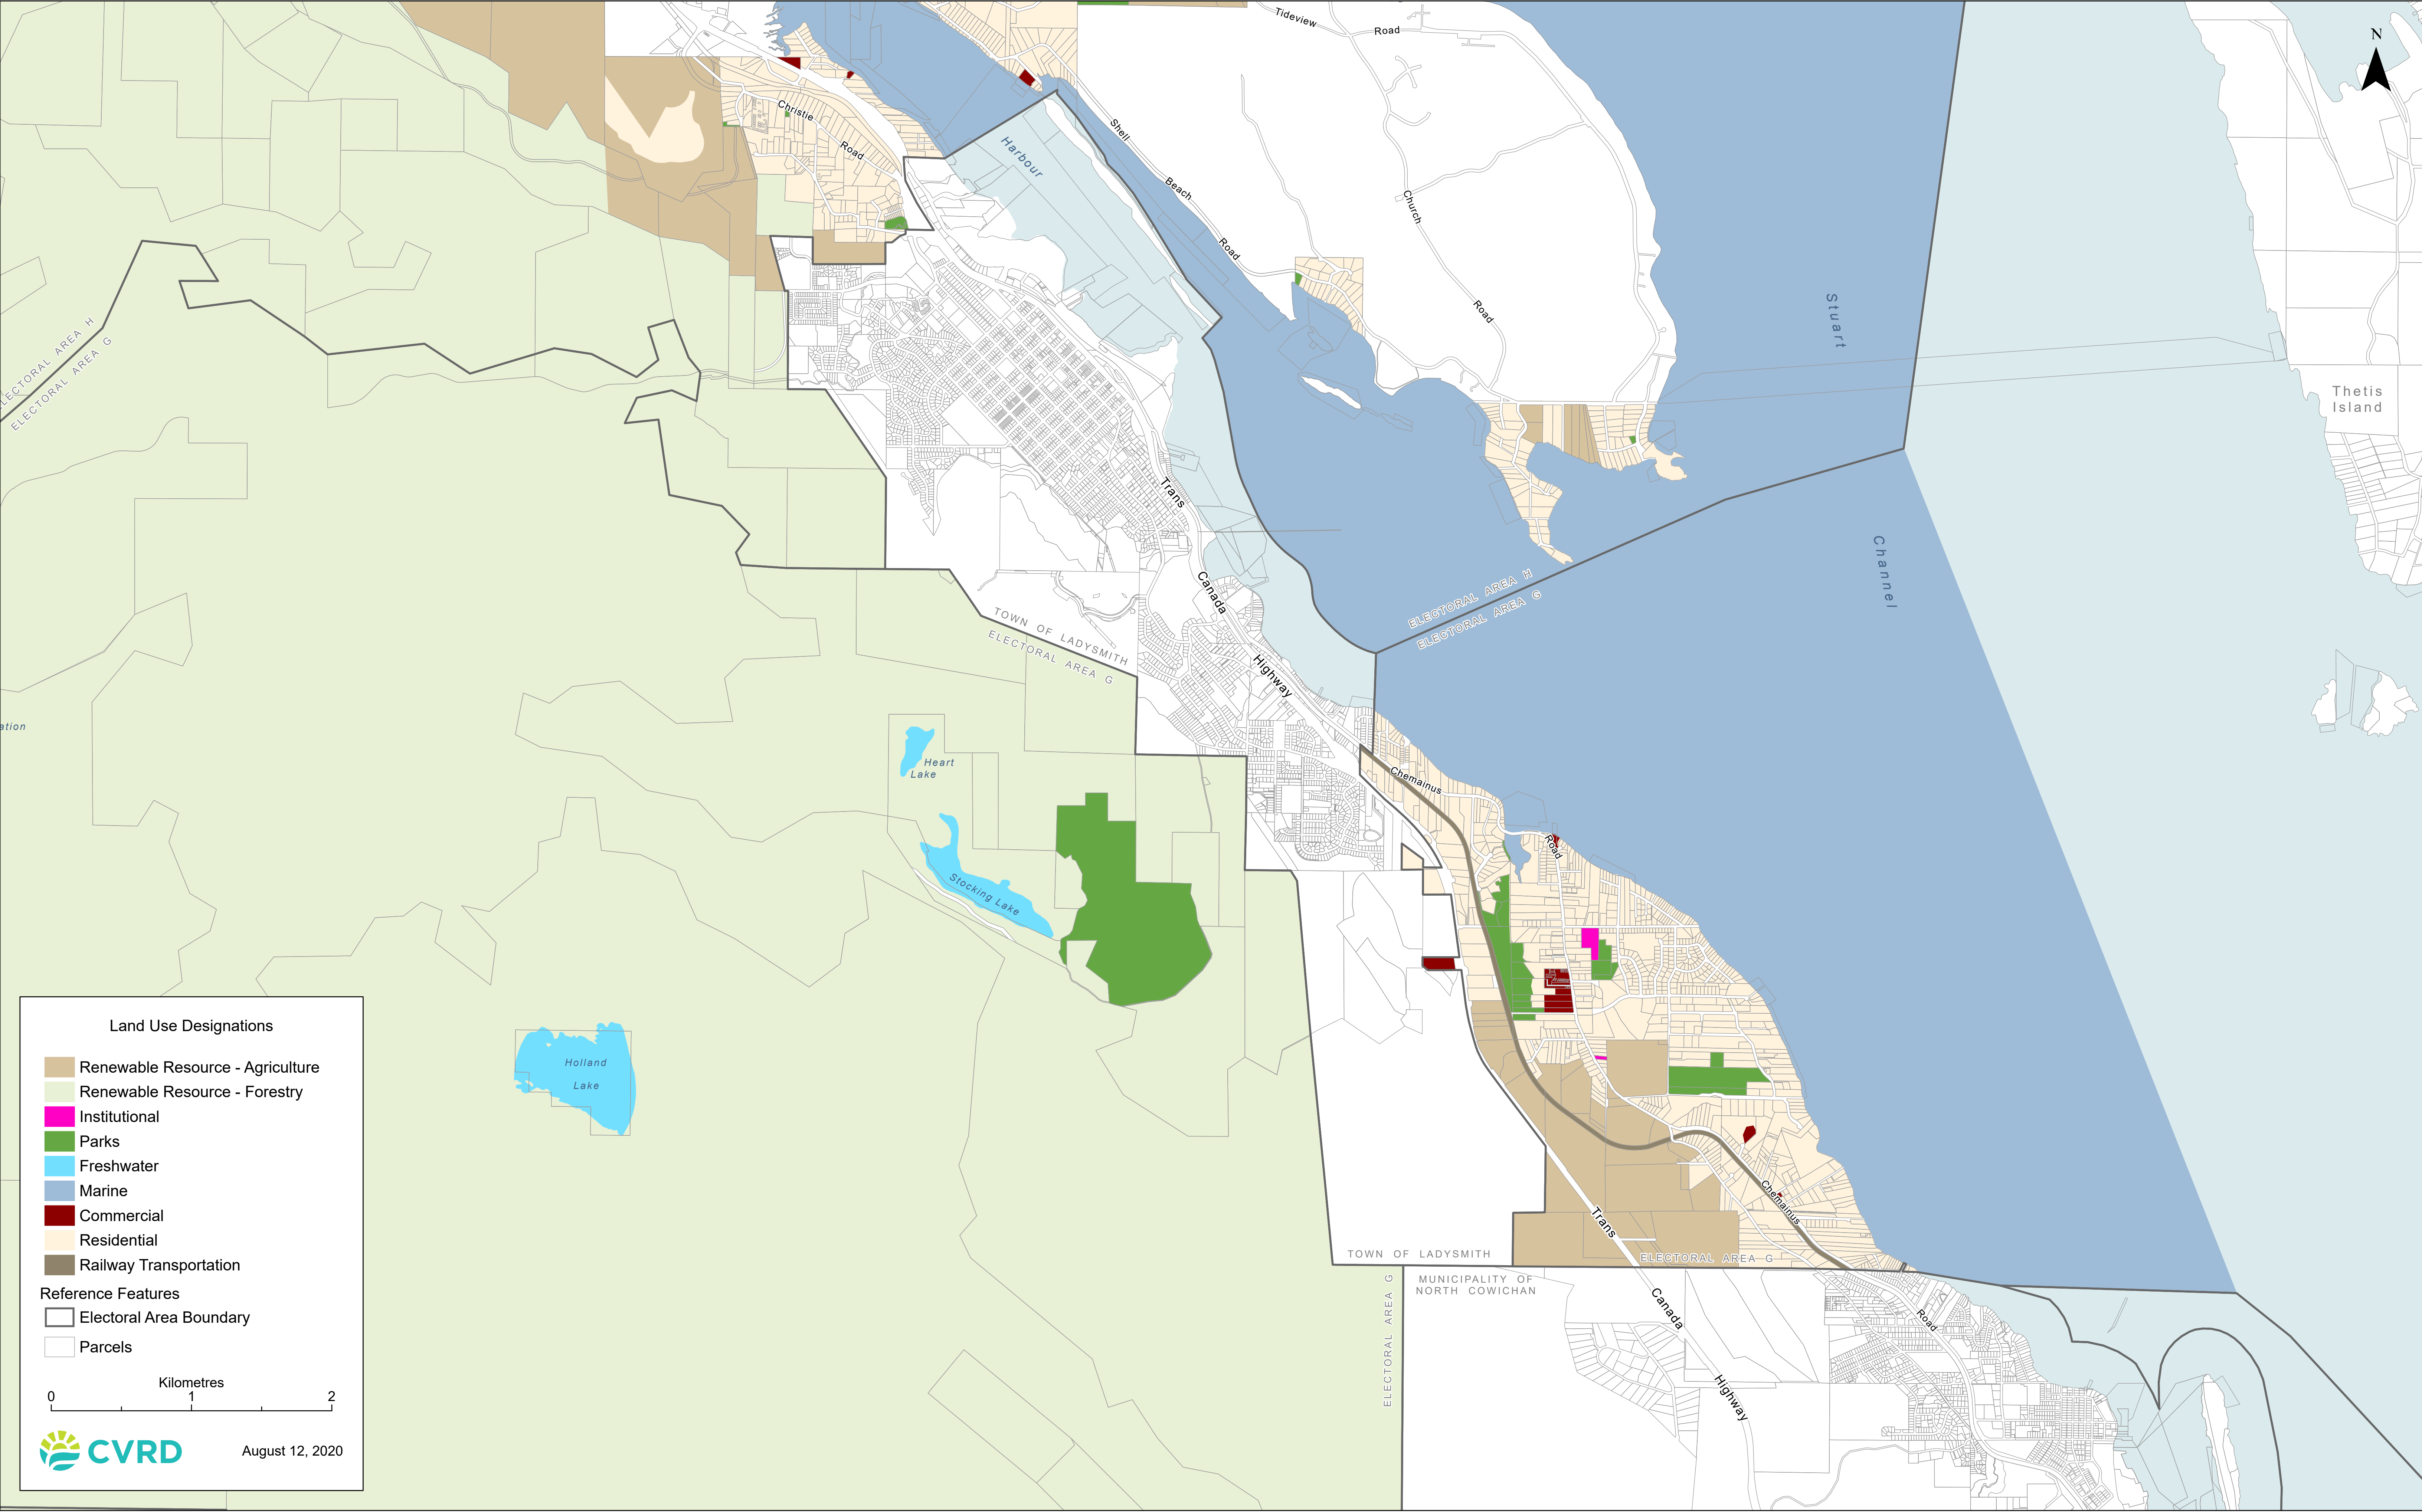 Tideview
Road
N
Christie
Road
Harbour
Shell
Beach
Road
Church
Road
Stuart
Channel
Thetis
Island
ELECTORAL AREA G
Trans
Canada
Highway
ELECTORAL AREA H
ELECTORAL AREA G
TOWN OF LADYSMITH
ELECTORAL AREA G
Heart
Lake
Stocking Lake
Holland
Lake
Chemainus
Road
Chemainus
Road
Trans
Canada
Highway
TOWN OF LADYSMITH
ELECTORAL AREA G
MUNICIPALITY OF
NORTH COWICHAN
ELECTORAL AREA G
Land Use Designations
Renewable Resource - Agriculture
Renewable Resource - Forestry
Institutional
Parks
Freshwater
Marine
Commercial
Residential
Railway Transportation
Reference Features
Electoral Area Boundary
Parcels
Kilometres
0 1 2
CVRD
August 12, 2020